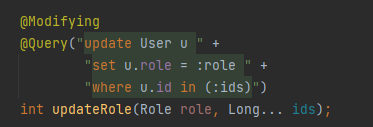 @Modifying
@Query("update User u " +
"set u.role = :role " +
"where u.id in (:ids)")
int updateRole(Role role, Long... ids);